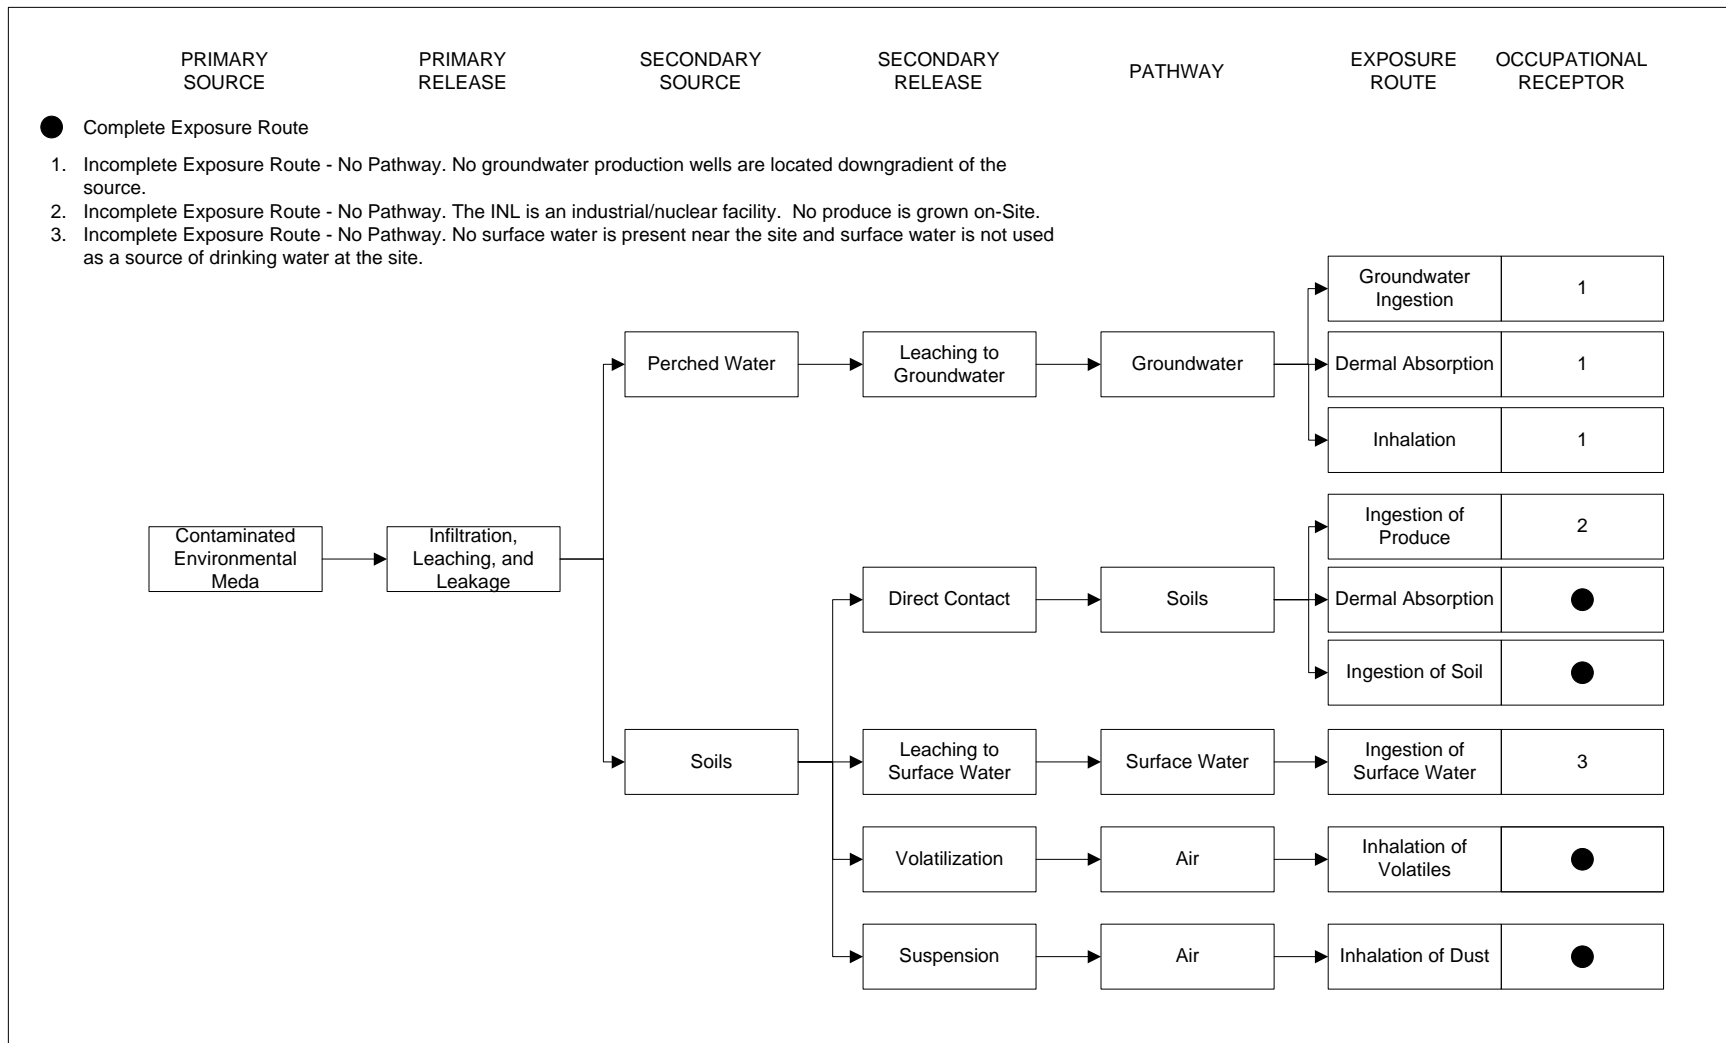 PRIMARY
SOURCE
PRIMARY
RELEASE
SECONDARY
SOURCE
SECONDARY
RELEASE
PATHWAY
EXPOSURE
ROUTE
OCCUPATIONAL
RECEPTOR
Complete Exposure Route
1. Incomplete Exposure Route - No Pathway. No groundwater production wells are located downgradient of the
source.
2. Incomplete Exposure Route - No Pathway. The INL is an industrial/nuclear facility.  No produce is grown on-Site.
3. Incomplete Exposure Route - No Pathway. No surface water is present near the site and surface water is not used
as a source of drinking water at the site.
Groundwater
Ingestion
1
Perched Water
Leaching to
Groundwater
Groundwater
Dermal Absorption
1
Inhalation
1
Contaminated
Environmental
Meda
Infiltration,
Leaching, and
Leakage
Ingestion of
Produce
2
Direct Contact
Soils
Dermal Absorption
Ingestion of Soil
Soils
Leaching to
Surface Water
Surface Water
Ingestion of
Surface Water
3
Volatilization
Air
Inhalation of
Volatiles
Suspension
Air
Inhalation of Dust